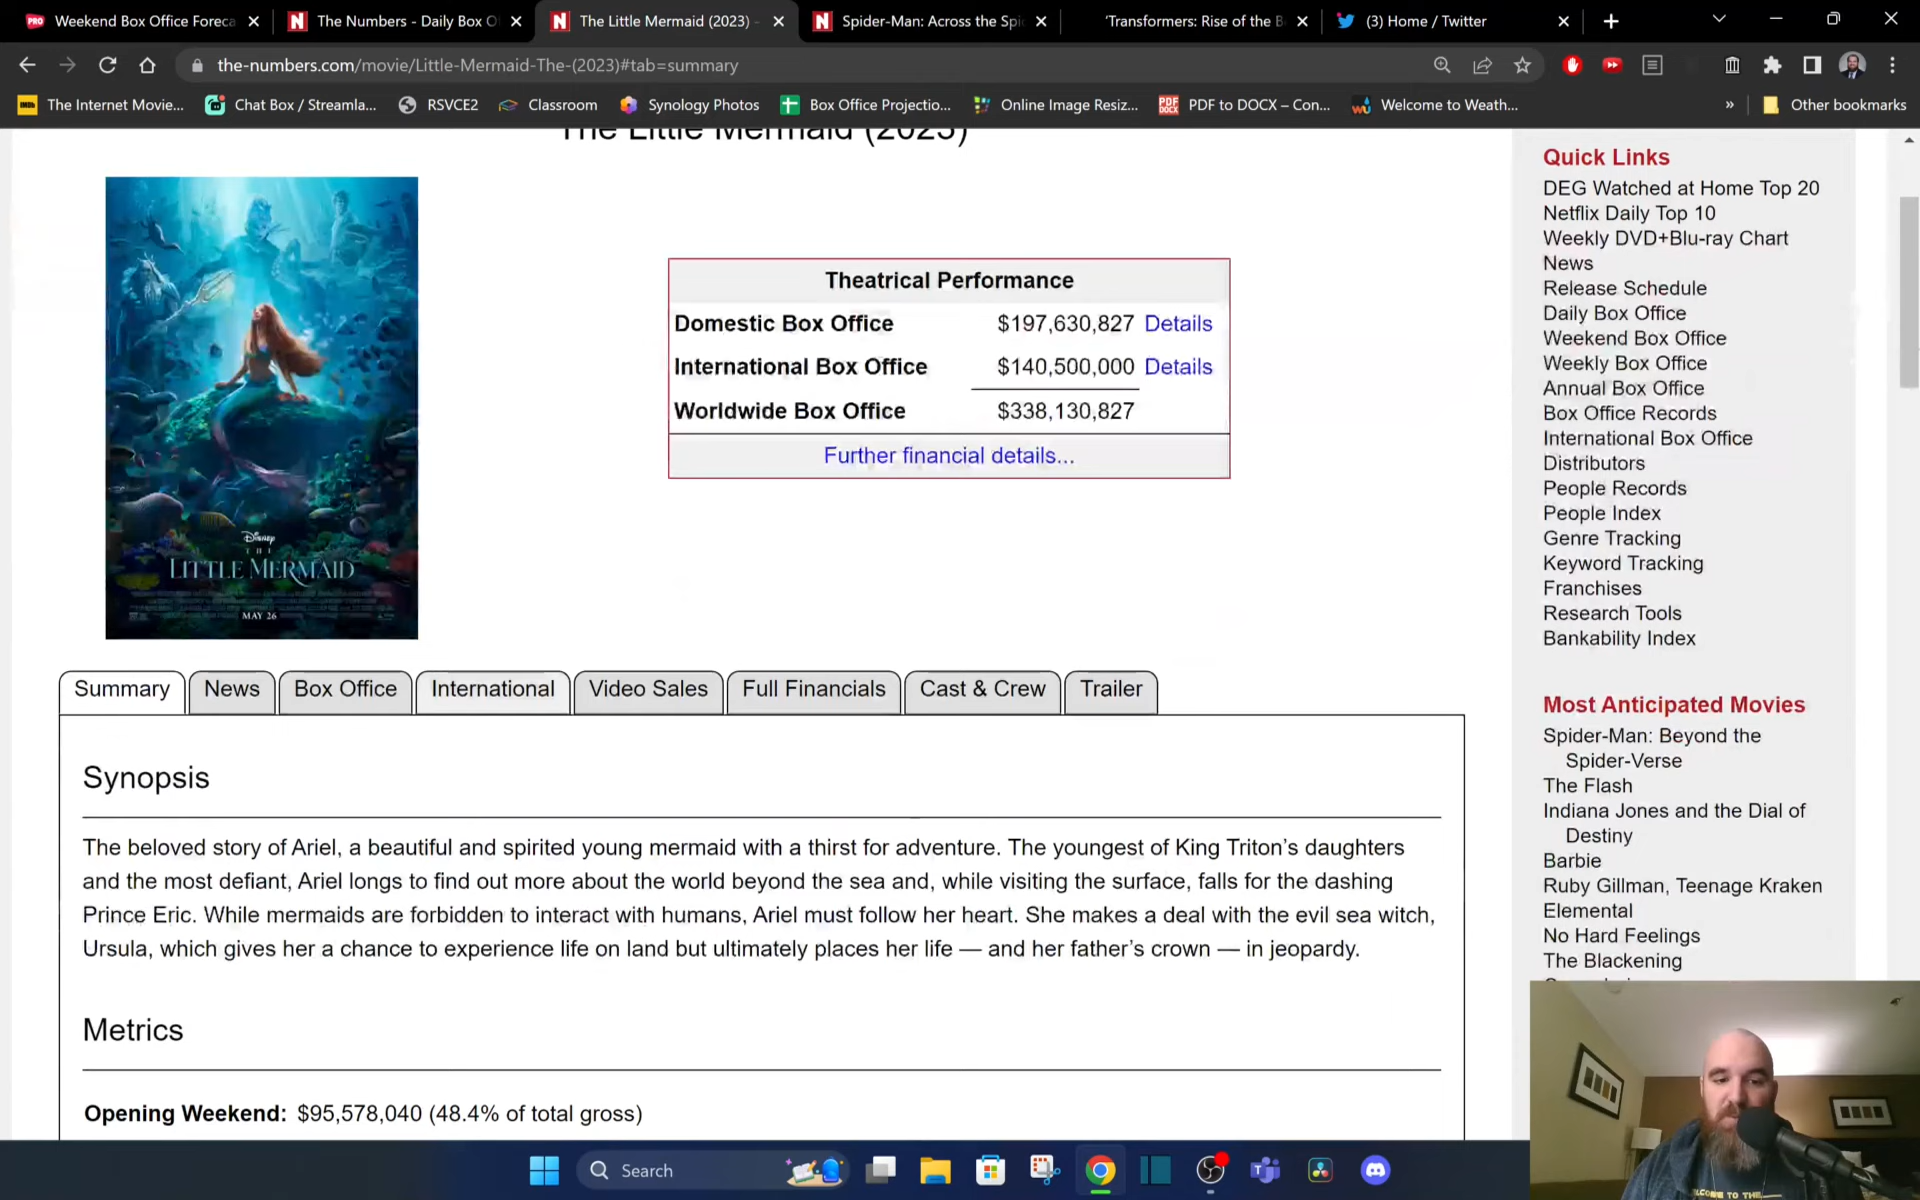 Weekend Box Office Foreca
The Numbers - Daily Box O
The Little Mermaid (2023) -
Spider-Man: Across the Spi
'Transformers: Rise of the B
(3) Home / Twitter
the-numbers.com/movie/Little-Mermaid-The-(2023)#tab=summary
The Internet Movie...
Chat Box / Streamla...
RSVCE2
Classroom
Synology Photos
Box Office Projectio...
Online Image Resiz...
PDF to DOCX – Con...
Welcome to Weath...
»
Other bookmarks
The Little Mermaid (2023)
Disney
THE
LITTLE MERMAID
MAY 26
Theatrical Performance
Domestic Box Office $197,630,827 Details
International Box Office $140,500,000 Details
Worldwide Box Office $338,130,827
Further financial details...
Summary
News
Box Office
International
Video Sales
Full Financials
Cast & Crew
Trailer
Synopsis
The beloved story of Ariel, a beautiful and spirited young mermaid with a thirst for adventure. The youngest of King Triton's daughters
and the most defiant, Ariel longs to find out more about the world beyond the sea and, while visiting the surface, falls for the dashing
Prince Eric. While mermaids are forbidden to interact with humans, Ariel must follow her heart. She makes a deal with the evil sea witch,
Ursula, which gives her a chance to experience life on land but ultimately places her life — and her father's crown — in jeopardy.
Metrics
Opening Weekend: $95,578,040 (48.4% of total gross)
Quick Links
DEG Watched at Home Top 20
Netflix Daily Top 10
Weekly DVD+Blu-ray Chart
News
Release Schedule
Daily Box Office
Weekend Box Office
Weekly Box Office
Annual Box Office
Box Office Records
International Box Office
Distributors
People Records
People Index
Genre Tracking
Keyword Tracking
Franchises
Research Tools
Bankability Index
Most Anticipated Movies
Spider-Man: Beyond the
Spider-Verse
The Flash
Indiana Jones and the Dial of
Destiny
Barbie
Ruby Gillman, Teenage Kraken
Elemental
No Hard Feelings
The Blackening
Search
WELCOME TO THE